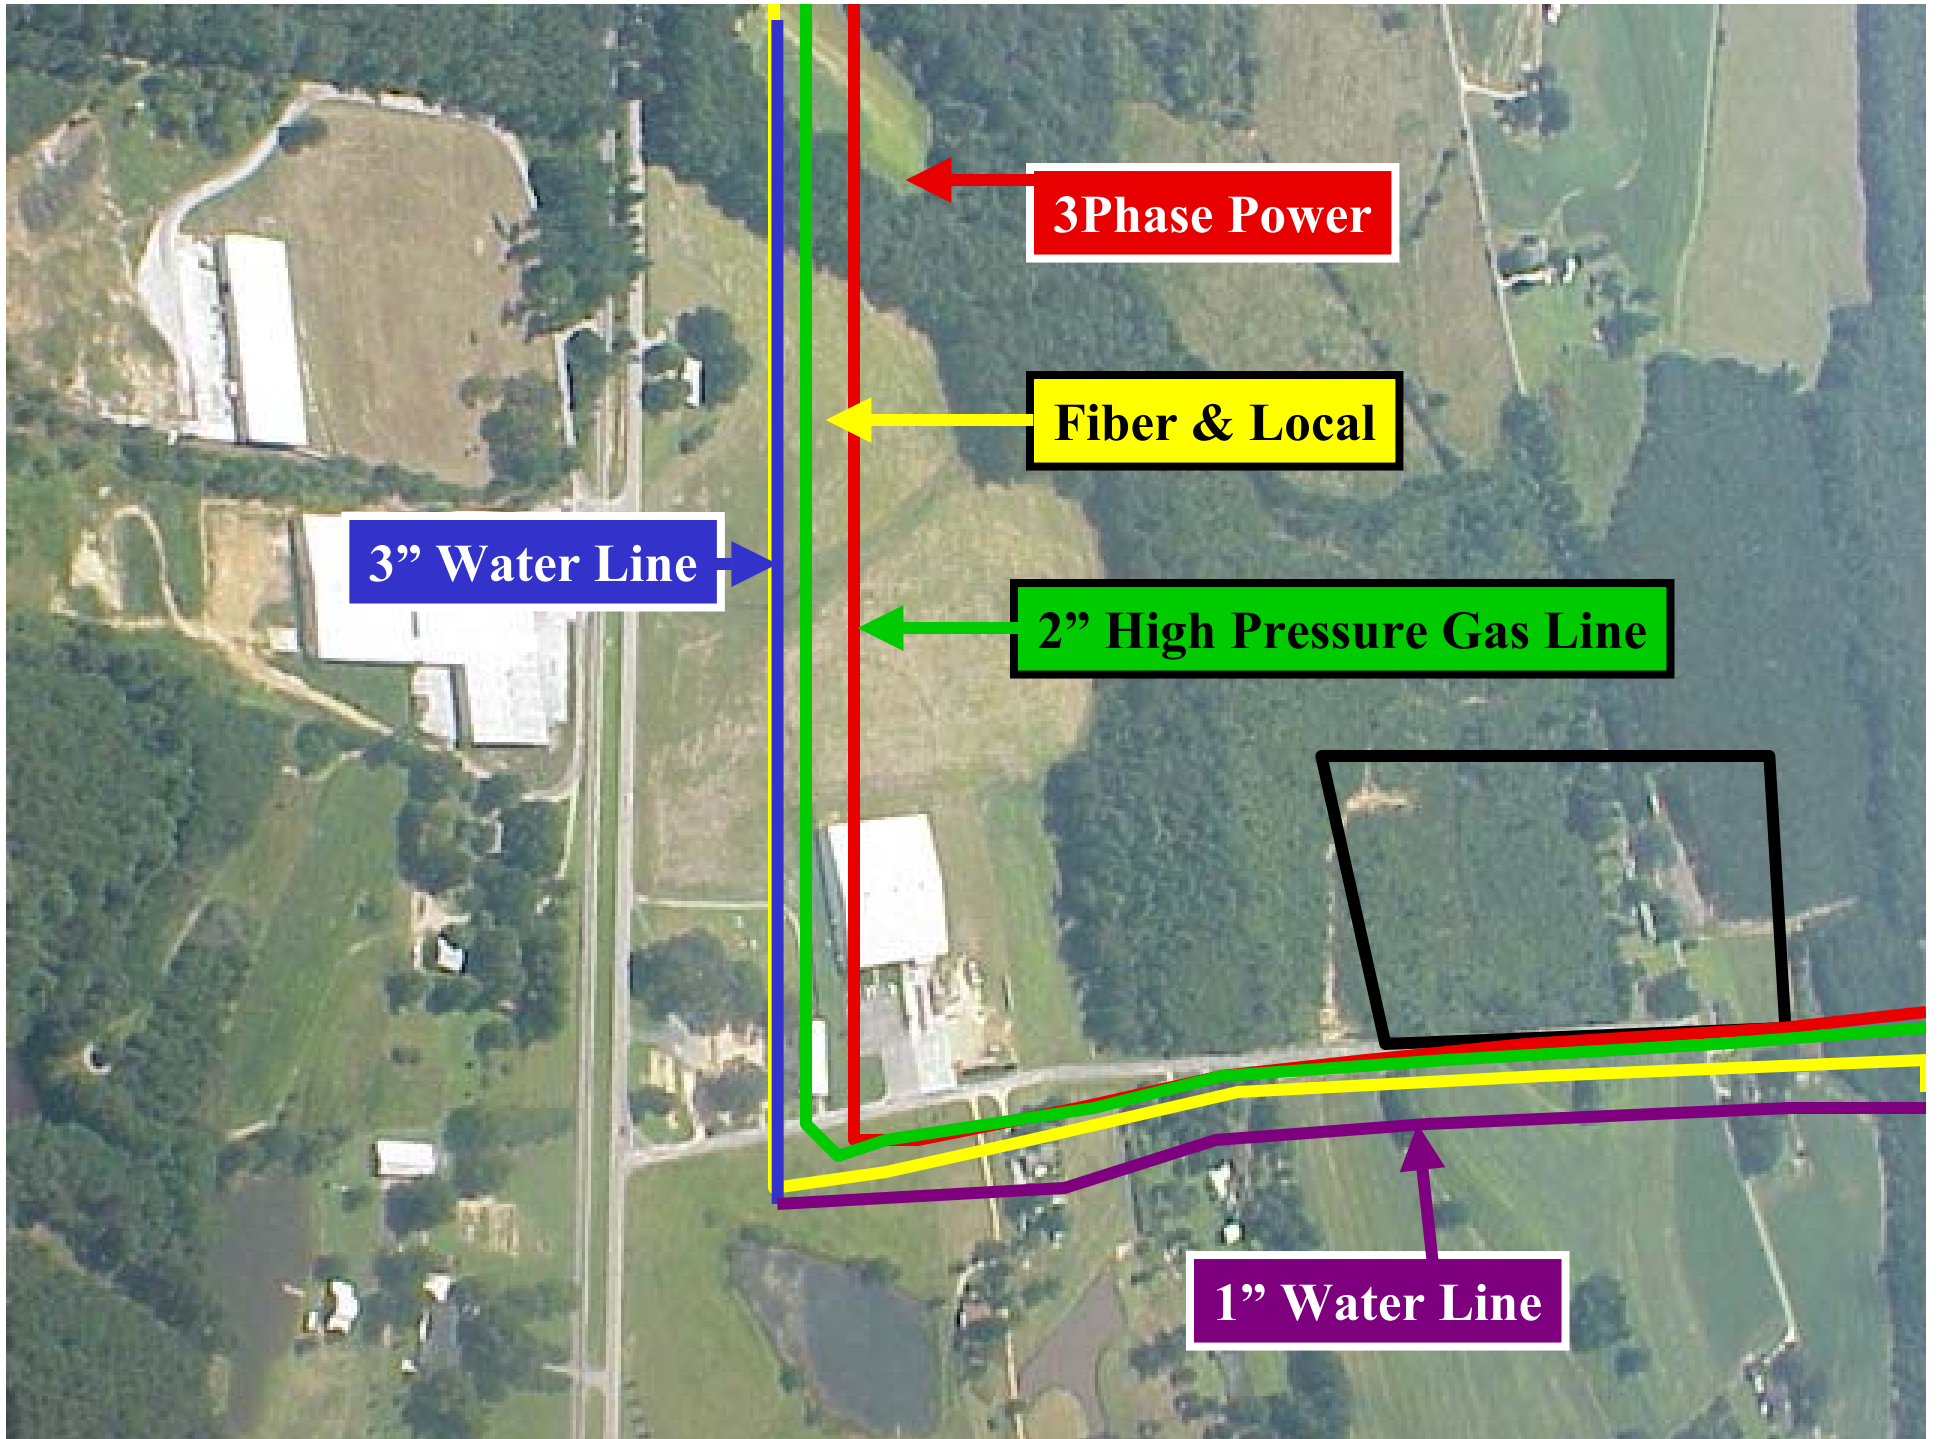 3Phase Power
Fiber & Local
3” Water Line
2” High Pressure Gas Line
1” Water Line